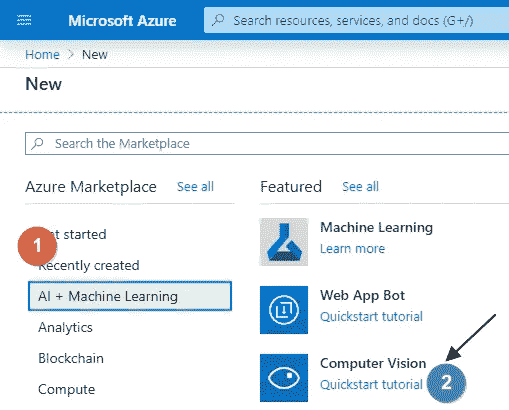 Microsoft Azure
Search resources, services, and docs (G+/)
Home > New
New
Search the Marketplace
Azure Marketplace See all
Featured See all
1
started
Recently created
AI + Machine Learning
Analytics
Blockchain
Compute
Machine Learning
Learn more
Web App Bot
Quickstart tutorial
Computer Vision
Quickstart tutorial 2